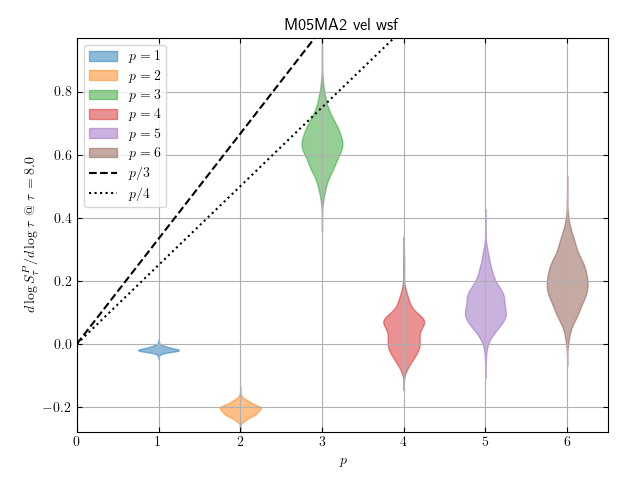 M05MA2 vel wsf
p = 1
p = 2
p = 3
p = 4
p = 5
p = 6
p/3
p/4
d log S_τ^P / d log τ @ τ = 8.0
0.8
0.6
0.4
0.2
0.0
−0.2
0 1 2 3 4 5 6
p